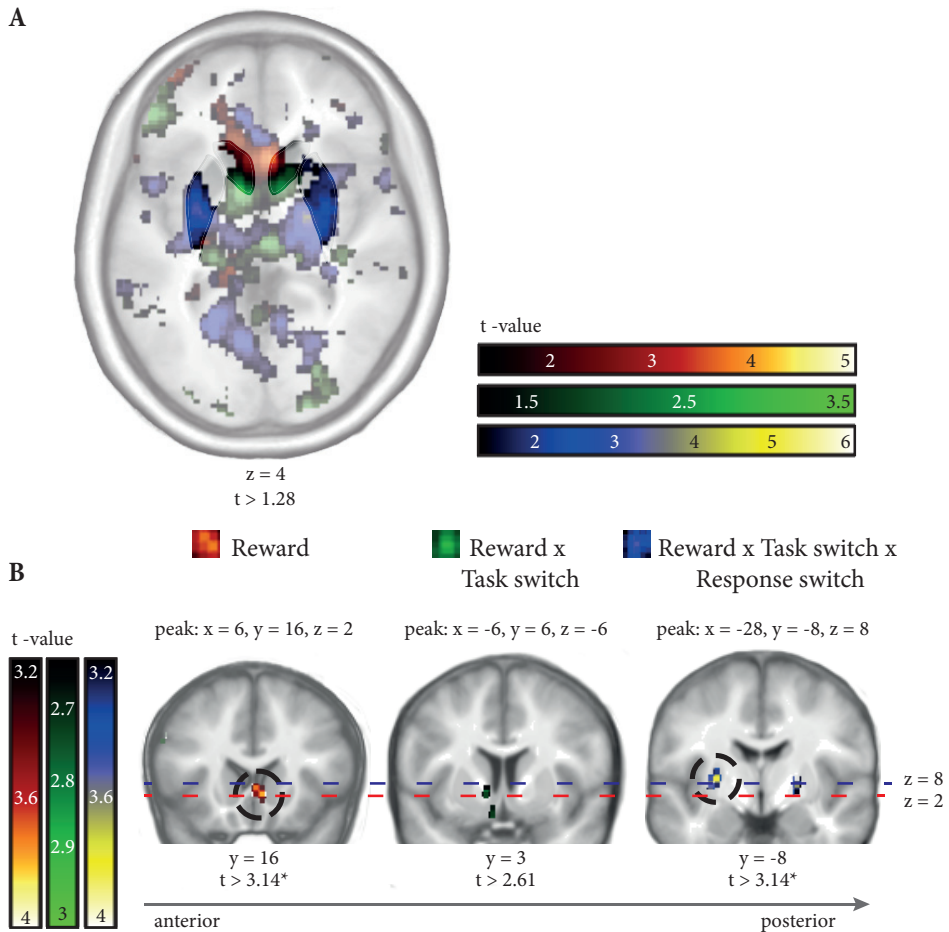 A
t -value
2 3 4 5
1.5 2.5 3.5
2 3 4 5 6
z = 4
t > 1.28
Reward
Reward x
Task switch
Reward x Task switch x
Response switch
B
t -value
3.2
3.6
4
2.7
2.8
2.9
3
3.2
3.6
4
peak: x = 6, y = 16, z = 2
peak: x = -6, y = 6, z = -6
peak: x = -28, y = -8, z = 8
z = 8
z = 2
y = 16
t > 3.14*
y = 3
t > 2.61
y = -8
t > 3.14*
anterior
posterior